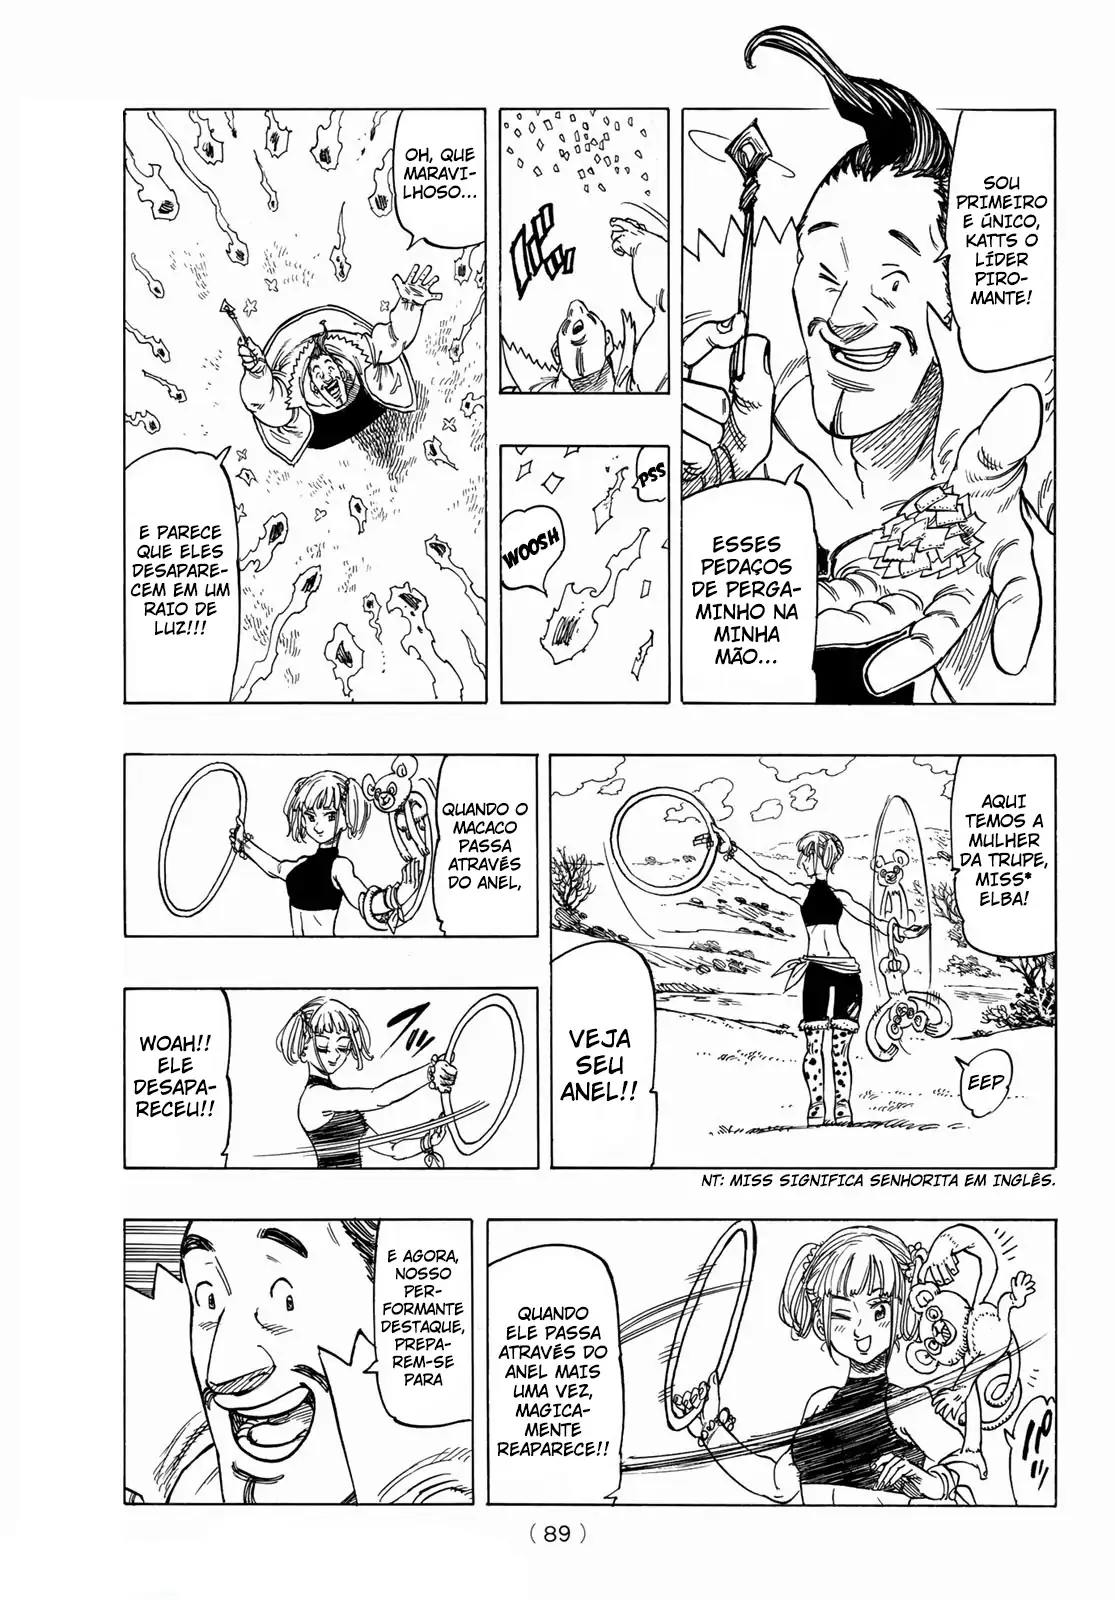 SOU
PRIMEIRO
E ÚNICO,
KATTS O
LÍDER
PIRO-
MANTE!
ESSES
PEDAÇOS
DE PERGA-
MINHO NA
MINHA
MÃO...
PSS
WOOSH
OH, QUE
MARAVI-
LHOSO...
E PARECE
QUE ELES
DESAPARE-
CEM EM UM
RAIO DE
LUZ!!!
AQUI
TEMOS A
MULHER
DA TRUPE,
MISS*
ELBA!
VEJA
SEU
ANEL!!
EEP
NT: MISS SIGNIFICA SENHORITA EM INGLÊS.
QUANDO O
MACACO
PASSA
ATRAVÉS
DO ANEL,
WOAH!!
ELE
DESAPA-
RECEU!!
QUANDO
ELE PASSA
ATRAVÉS DO
ANEL MAIS
UMA VEZ,
MAGICA-
MENTE
REAPARECE!!
E AGORA,
NOSSO
PER-
FORMANTE
DESTAQUE,
PREPA-
REM-SE
PARA
( 89 )